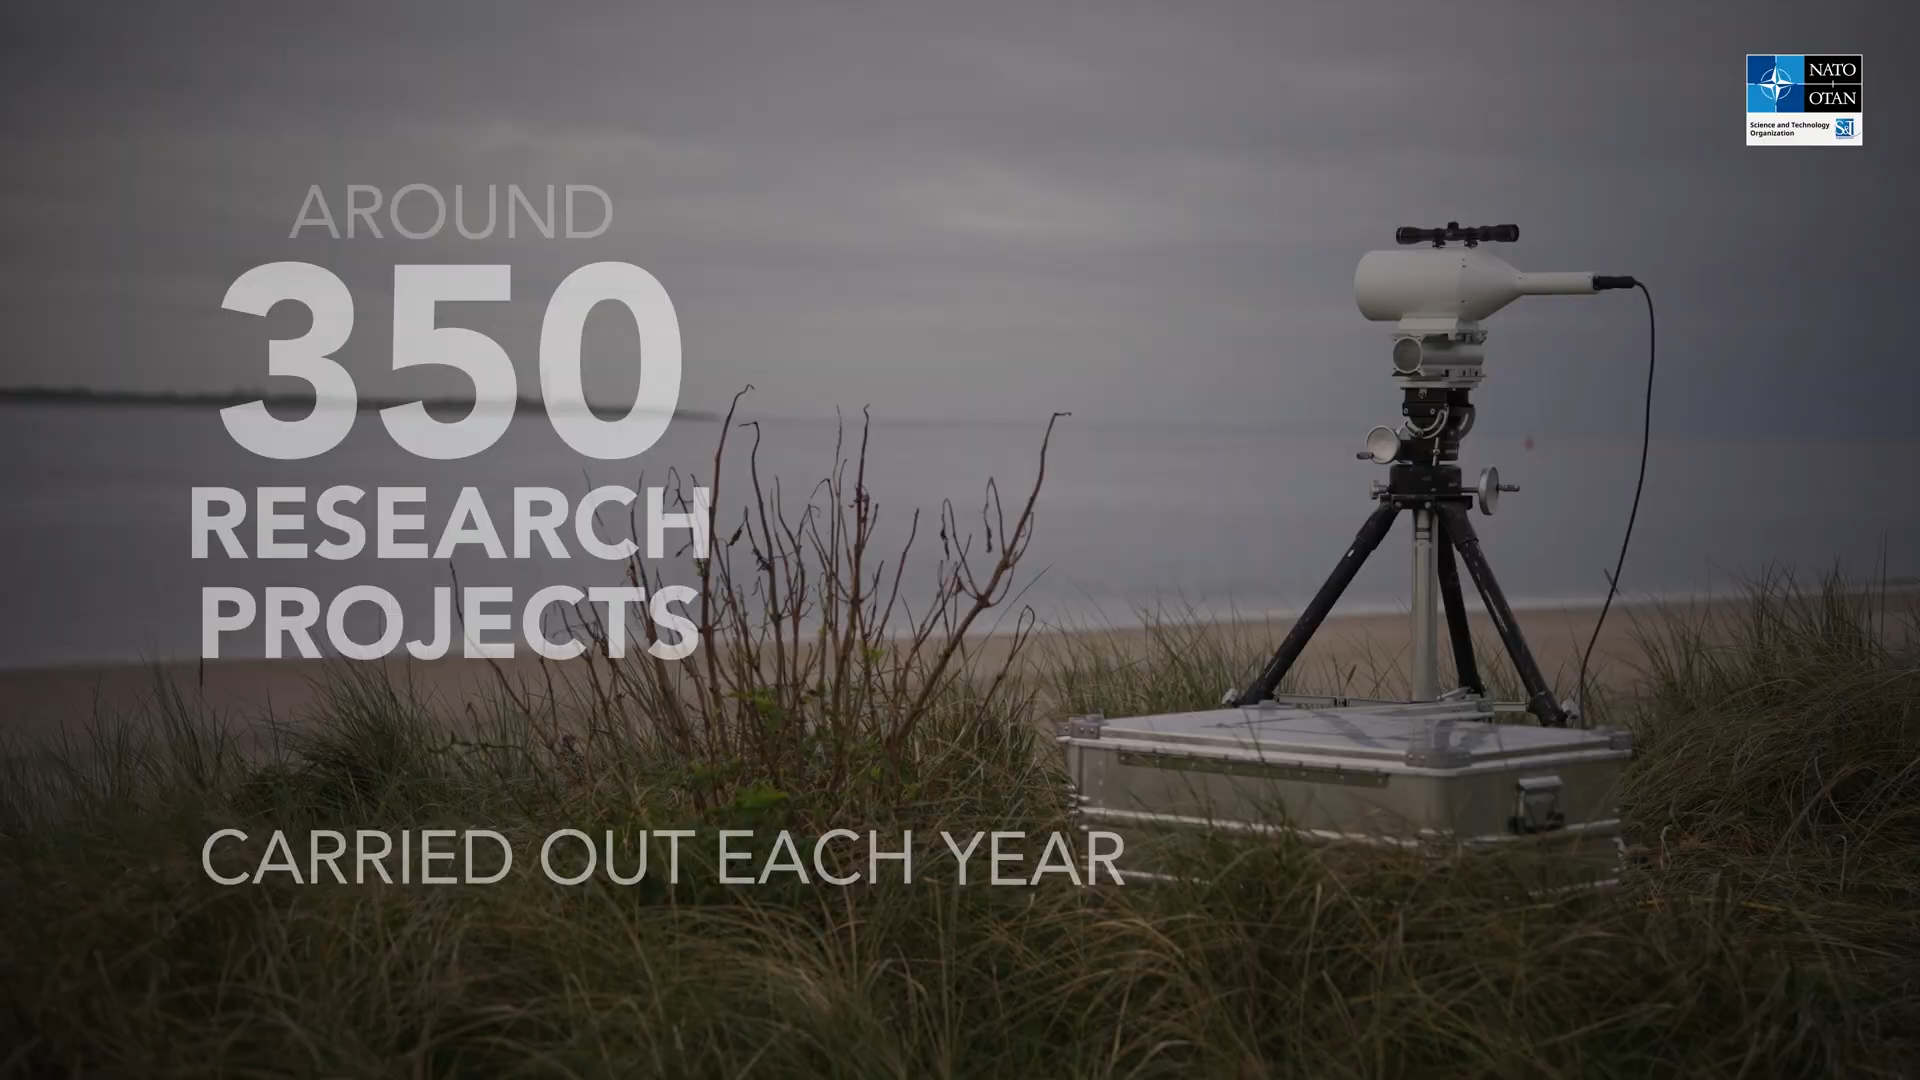 NATO
OTAN
Science and Technology
Organization
S&T
AROUND
350
RESEARCH
PROJECTS
CARRIED OUT EACH YEAR